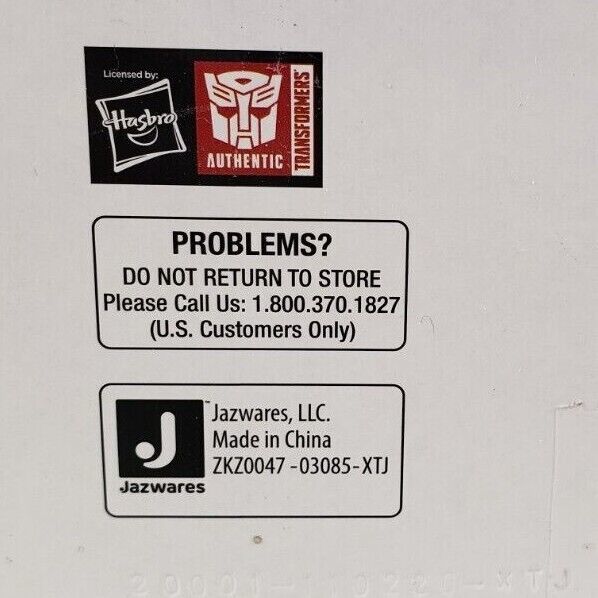 Licensed by:
Hasbro
AUTHENTIC
TRANSFORMERS
PROBLEMS?
DO NOT RETURN TO STORE
Please Call Us: 1.800.370.1827
(U.S. Customers Only)
Jazwares, LLC.
Made in China
ZKZ0047 -03085-XTJ
Jazwares